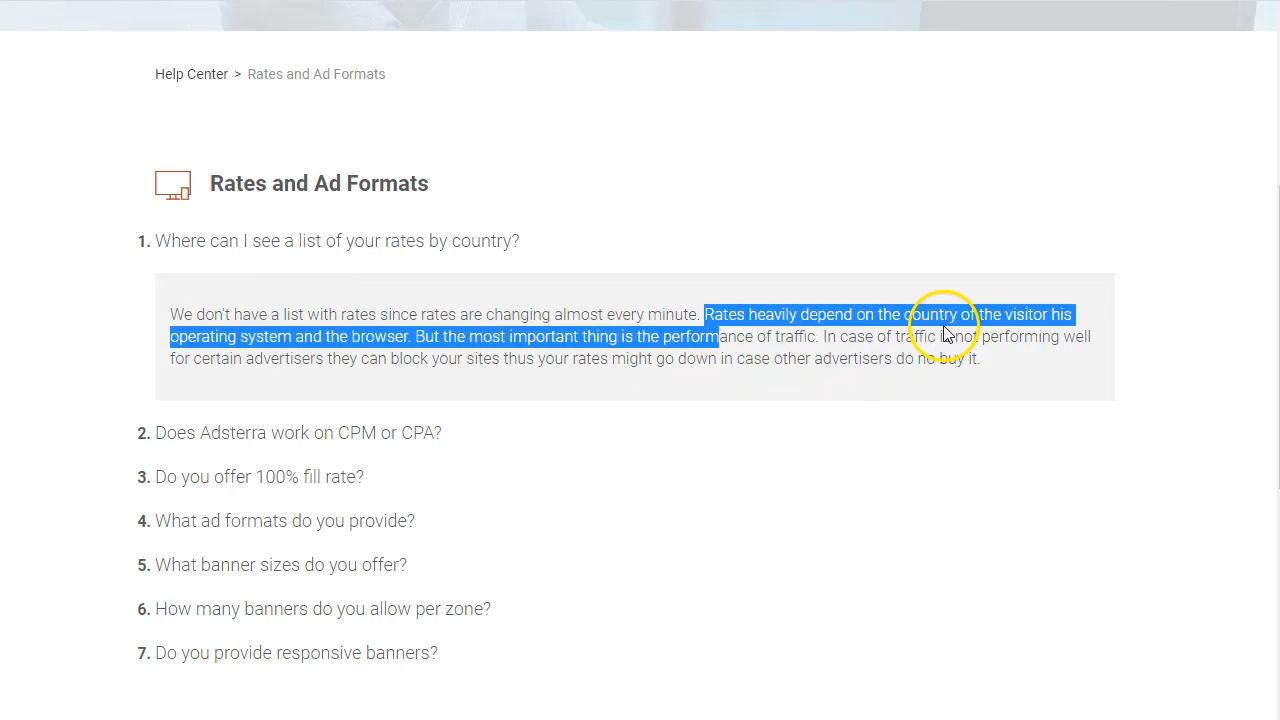 Help Center > Rates and Ad Formats
Rates and Ad Formats
1. Where can I see a list of your rates by country?
We don't have a list with rates since rates are changing almost every minute. Rates heavily depend on the country of the visitor his
operating system and the browser. But the most important thing is the performance of traffic. In case of traffic is not performing well
for certain advertisers they can block your sites thus your rates might go down in case other advertisers do no buy it.
2. Does Adsterra work on CPM or CPA?
3. Do you offer 100% fill rate?
4. What ad formats do you provide?
5. What banner sizes do you offer?
6. How many banners do you allow per zone?
7. Do you provide responsive banners?